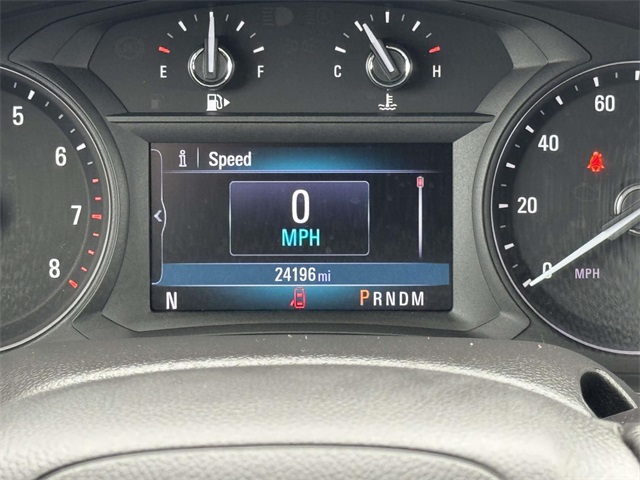 E F
C H
5
6
7
8
i Speed
0
MPH
24196 mi
N PRNDM
60
40
20
0
MPH